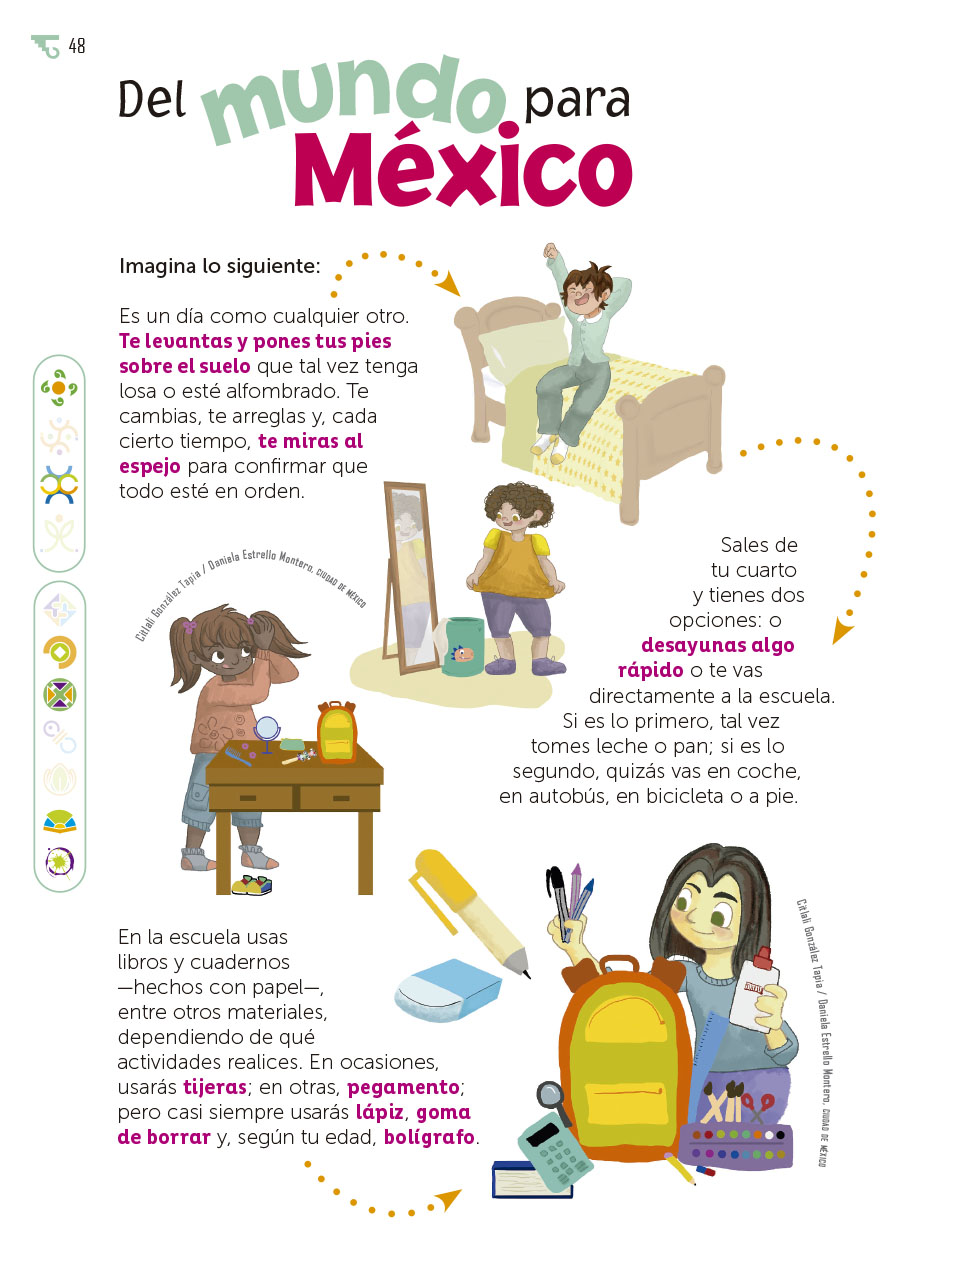 48
Del mundo para
México
Imagina lo siguiente:
Es un día como cualquier otro.
Te levantas y pones tus pies
sobre el suelo que tal vez tenga
losa o esté alfombrado. Te
cambias, te arreglas y, cada
cierto tiempo, te miras al
espejo para confirmar que
todo esté en orden.
Citlali González Tapia / Daniela Estrello Montero, CIUDAD DE MÉXICO
Sales de
tu cuarto
y tienes dos
opciones: o
desayunas algo
rápido o te vas
directamente a la escuela.
Si es lo primero, tal vez
tomes leche o pan; si es lo
segundo, quizás vas en coche,
en autobús, en bicicleta o a pie.
En la escuela usas
libros y cuadernos
—hechos con papel—,
entre otros materiales,
dependiendo de qué
actividades realices. En ocasiones,
usarás tijeras; en otras, pegamento;
pero casi siempre usarás lápiz, goma
de borrar y, según tu edad, bolígrafo.
Citlali González Tapia / Daniela Estrello Montero, CIUDAD DE MÉXICO